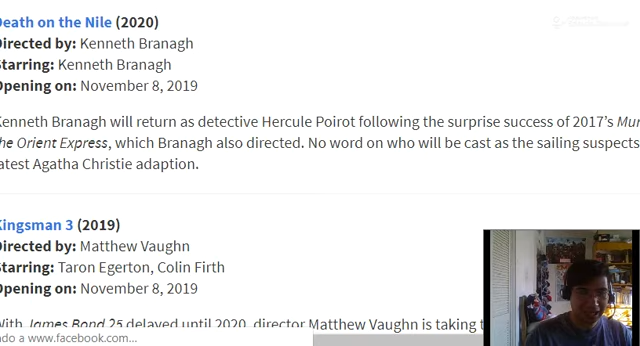 Death on the Nile (2020)
Directed by: Kenneth Branagh
Starring: Kenneth Branagh
Opening on: November 8, 2019
Kenneth Branagh will return as detective Hercule Poirot following the surprise success of 2017's Mur
the Orient Express, which Branagh also directed. No word on who will be cast as the sailing suspects
latest Agatha Christie adaption.
Kingsman 3 (2019)
Directed by: Matthew Vaughn
Starring: Taron Egerton, Colin Firth
Opening on: November 8, 2019
With James Bond 25 delayed until 2020, director Matthew Vaughn is taking t
ndo a www.facebook.com...